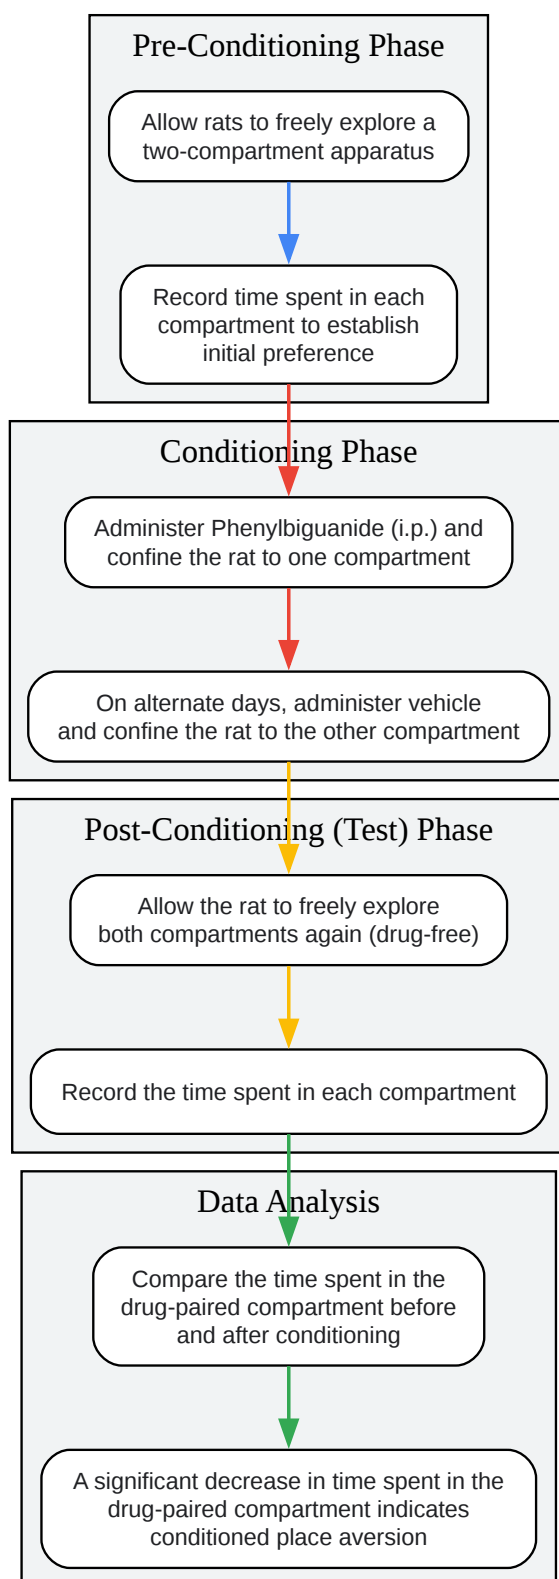 Pre-Conditioning Phase
Allow rats to freely explore a
two-compartment apparatus
Record time spent in each
compartment to establish
initial preference
Conditioning Phase
Administer Phenylbiguanide (i.p.) and
confine the rat to one compartment
On alternate days, administer vehicle
and confine the rat to the other compartment
Post-Conditioning (Test) Phase
Allow the rat to freely explore
both compartments again (drug-free)
Record the time spent in each compartment
Data Analysis
Compare the time spent in the
drug-paired compartment before
and after conditioning
A significant decrease in time spent in the
drug-paired compartment indicates
conditioned place aversion